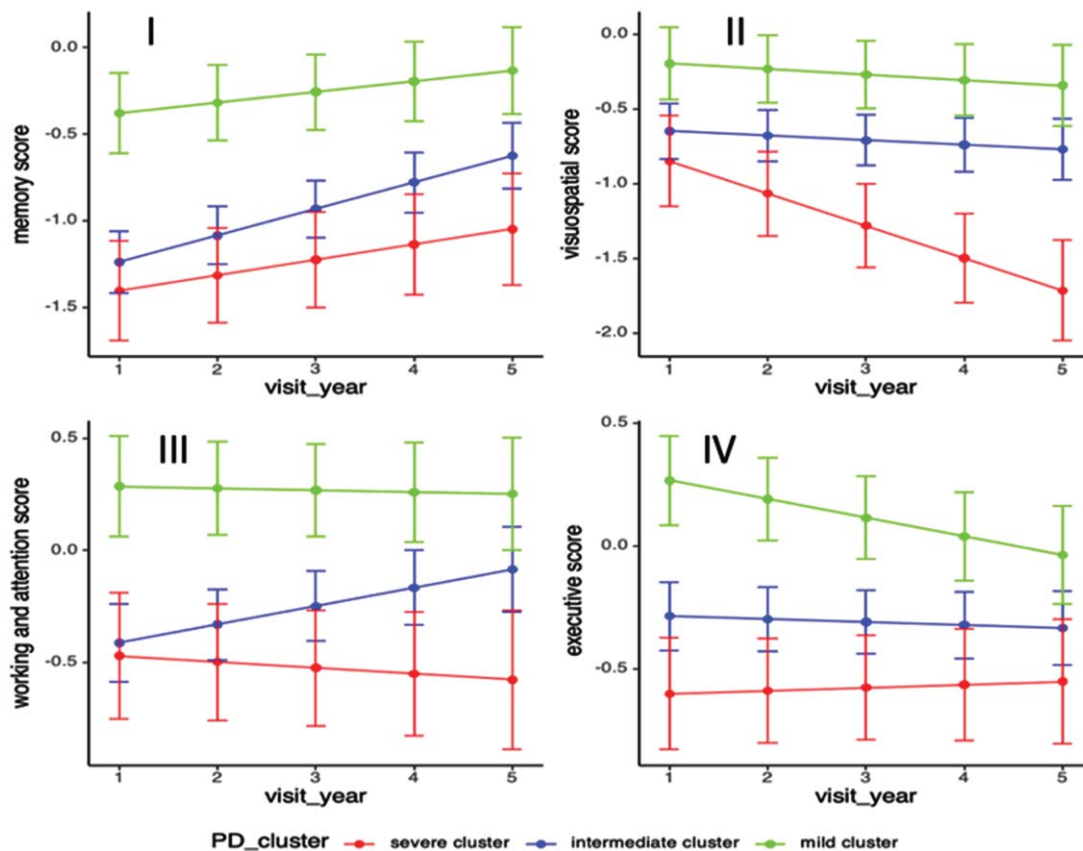 I
II
memory score
0.0
-0.5
-1.0
-1.5
1 2 3 4 5
visit_year
visuospatial score
0.0
-0.5
-1.0
-1.5
-2.0
1 2 3 4 5
visit_year
III
IV
working and attention score
0.5
0.0
-0.5
1 2 3 4 5
visit_year
executive score
0.5
0.0
-0.5
1 2 3 4 5
visit_year
PD_cluster severe cluster intermediate cluster mild cluster